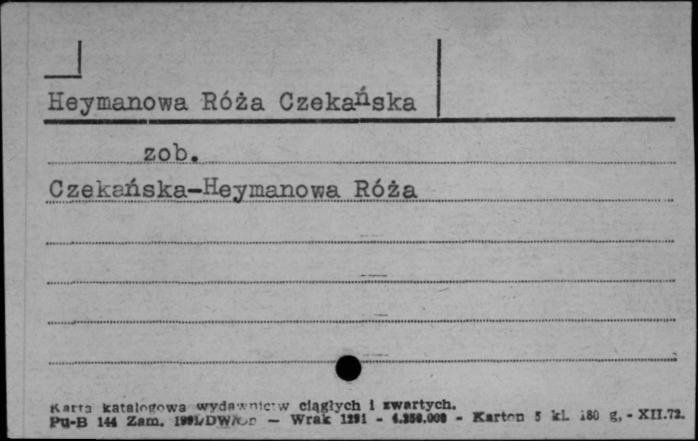 Heymanowa Róża Czekańska
zob.
Czekańska-Heymanowa Róża
Karta katalogowa wydawnictw ciągłych i zwartych.
Pu-B 144 Zam. – Wrak 1291 - 4.250.000 - Karton 5 kl. 180 g, - XII.72.